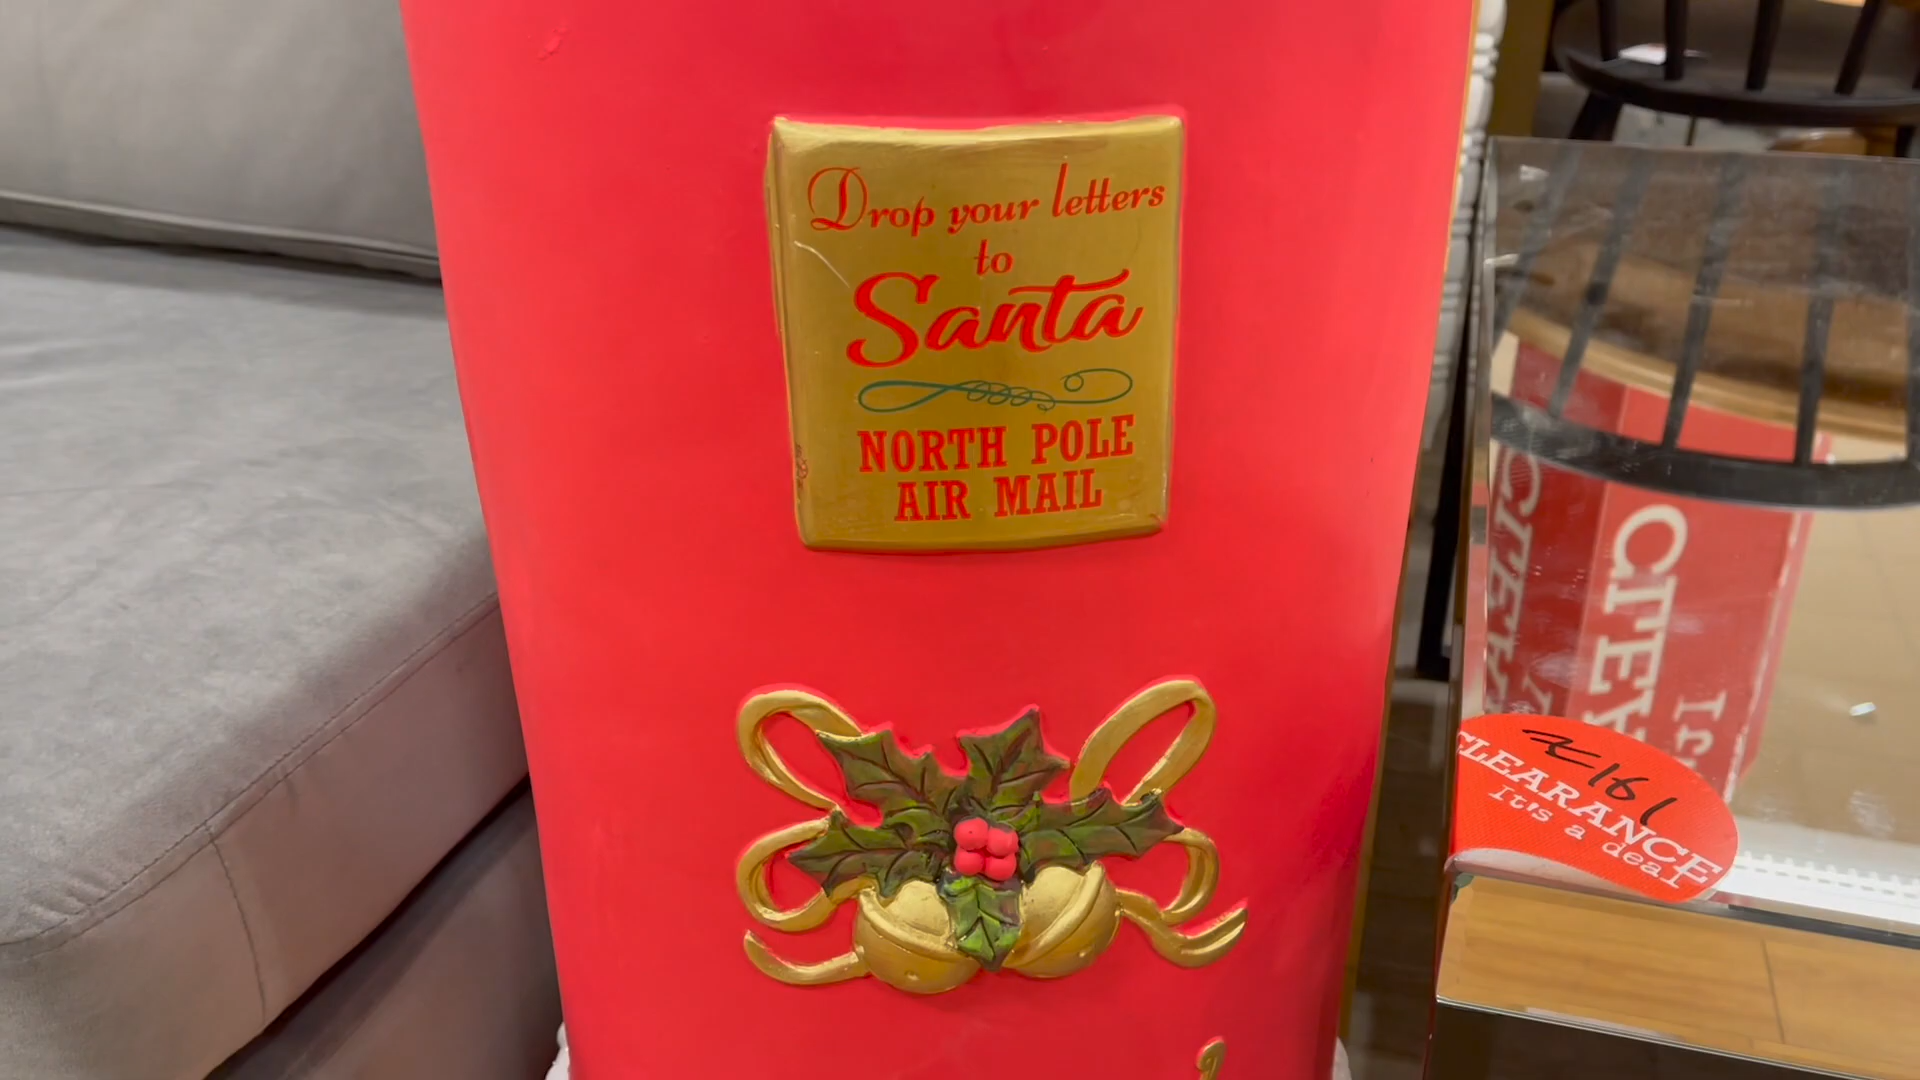 Drop your letters
to
Santa
NORTH POLE
AIR MAIL
161
CLEARANCE
It's a deal